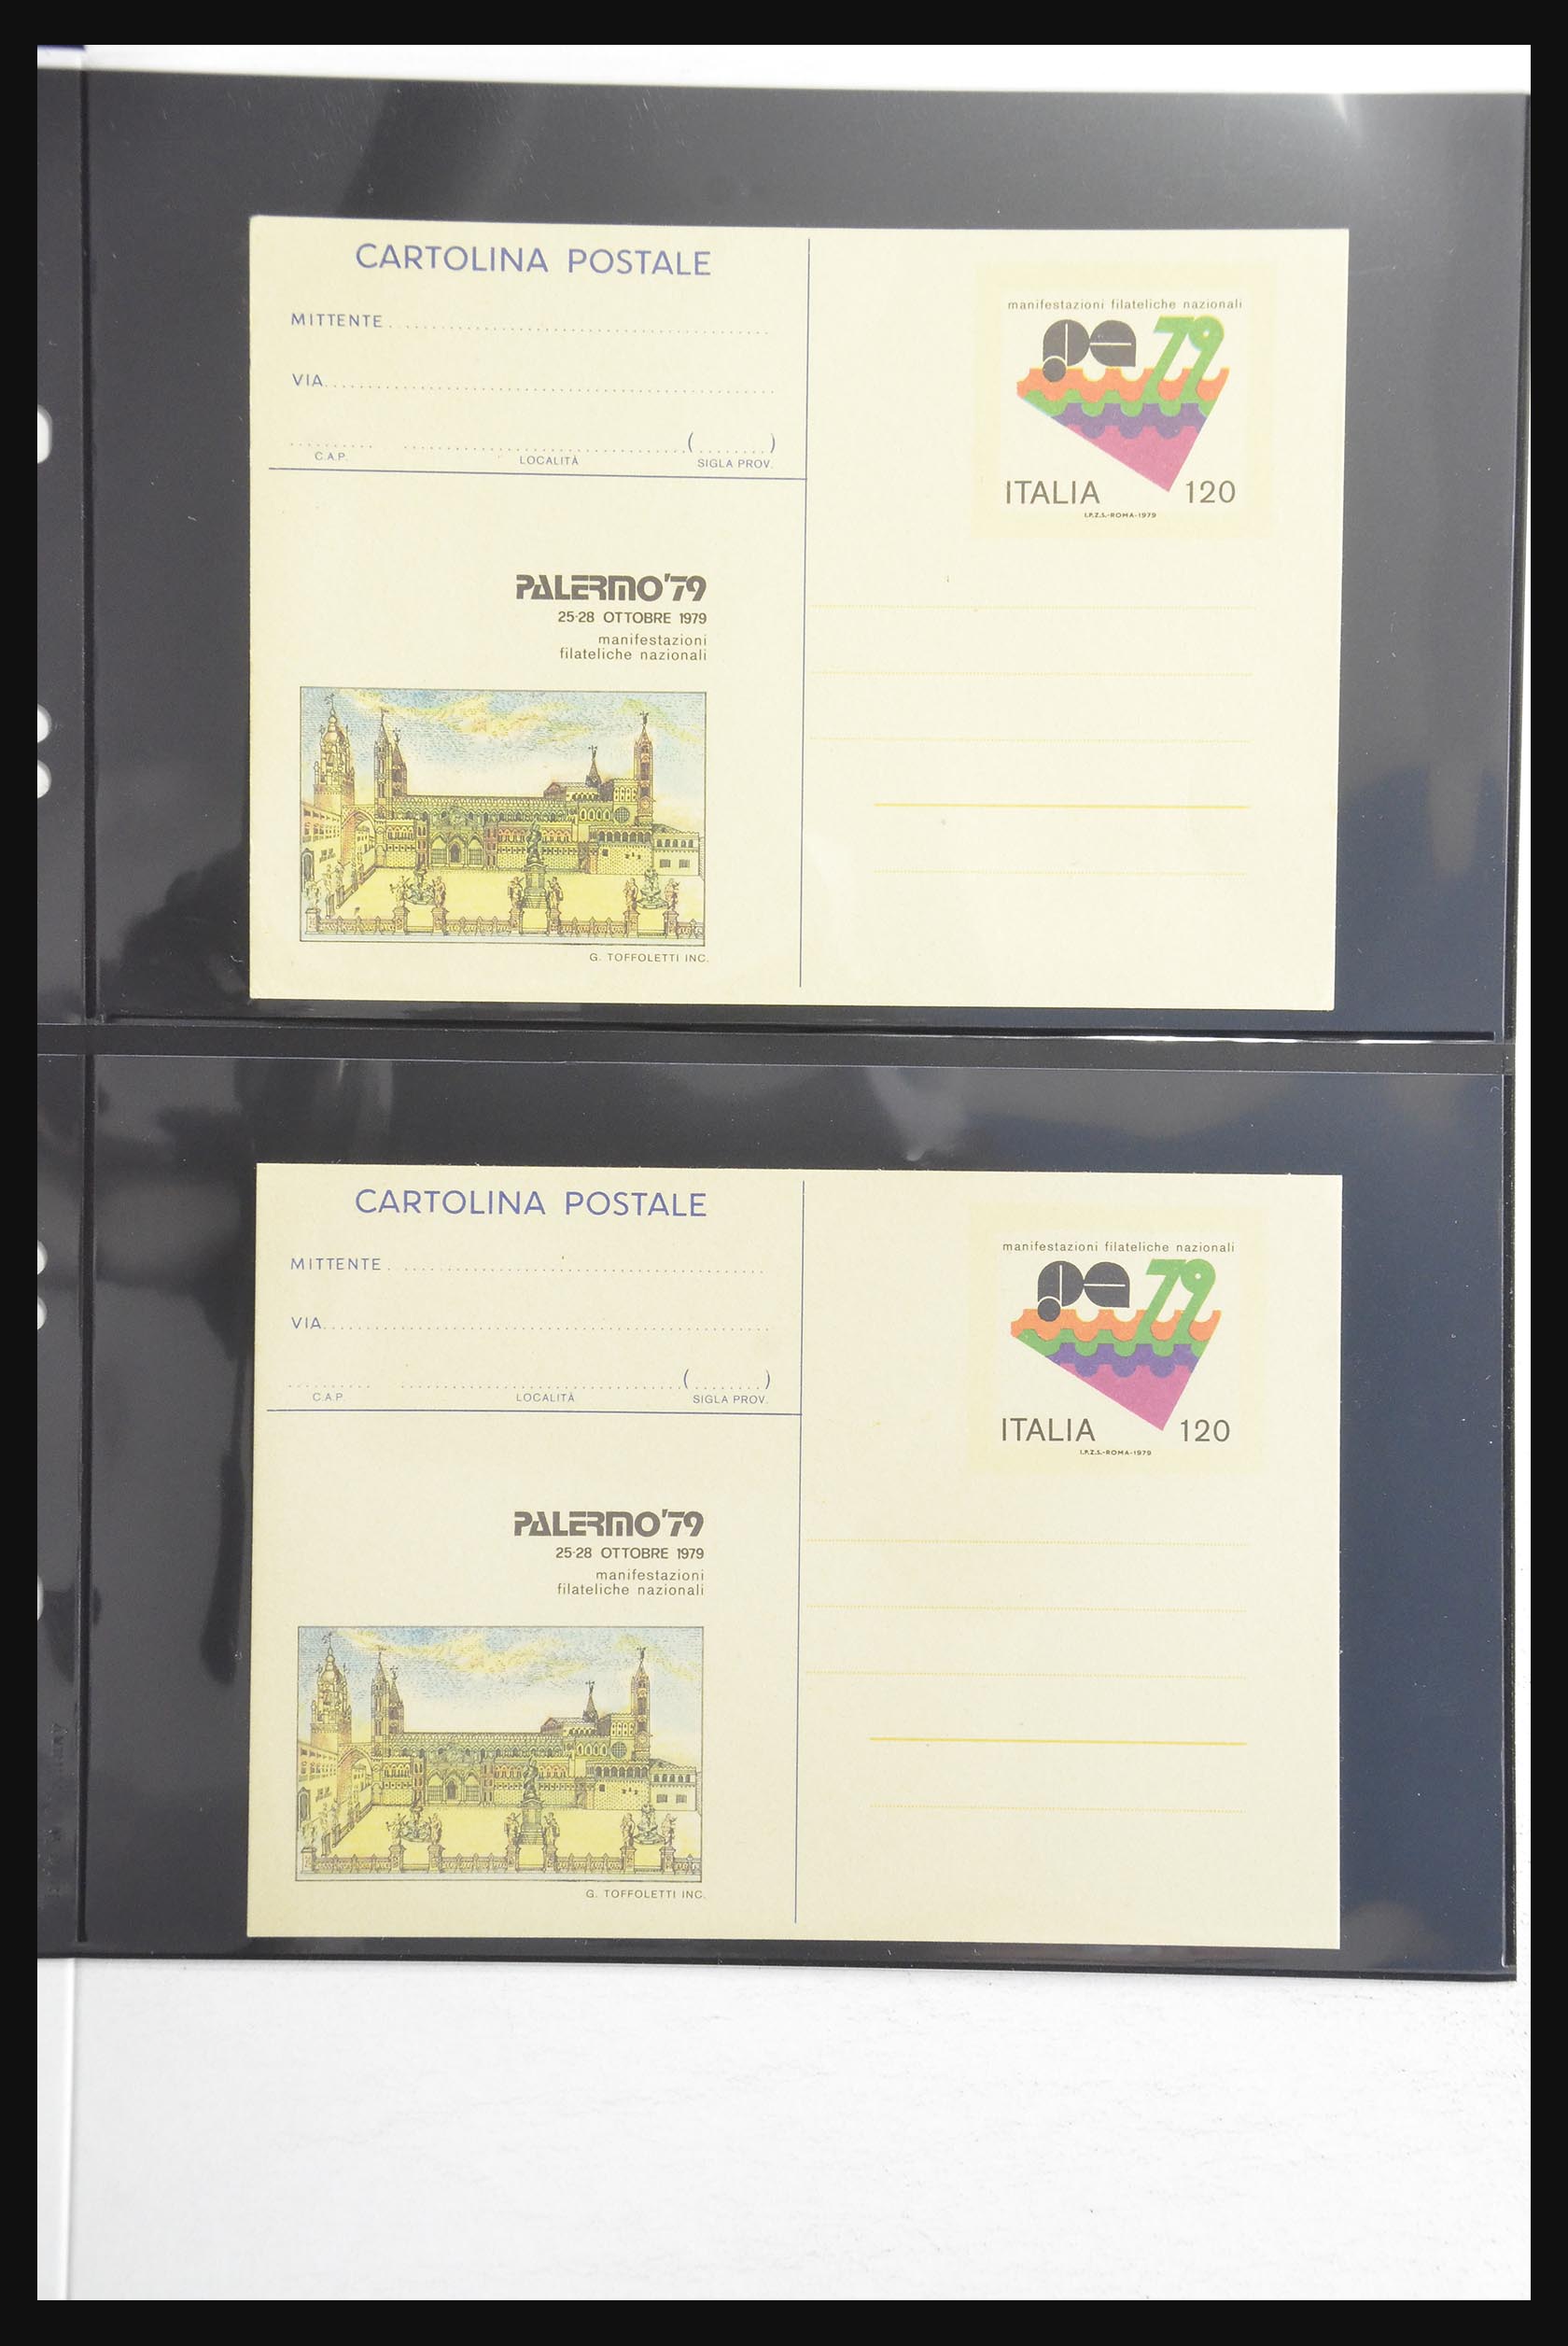 CARTOLINA POSTALE
MITTENTE
VIA
( )
C.A.P. LOCALITÀ SIGLA PROV.
PALERMO'79
25-28 OTTOBRE 1979
manifestazioni
filateliche nazionali
G. TOFFOLETTI INC.
manifestazioni filateliche nazionali
pa 79
ITALIA 120
I.P.Z.S.-ROMA-1979
CARTOLINA POSTALE
MITTENTE
VIA
( )
C.A.P. LOCALITÀ SIGLA PROV.
PALERMO'79
25-28 OTTOBRE 1979
manifestazioni
filateliche nazionali
G. TOFFOLETTI INC.
manifestazioni filateliche nazionali
pa 79
ITALIA 120
I.P.Z.S.-ROMA-1979